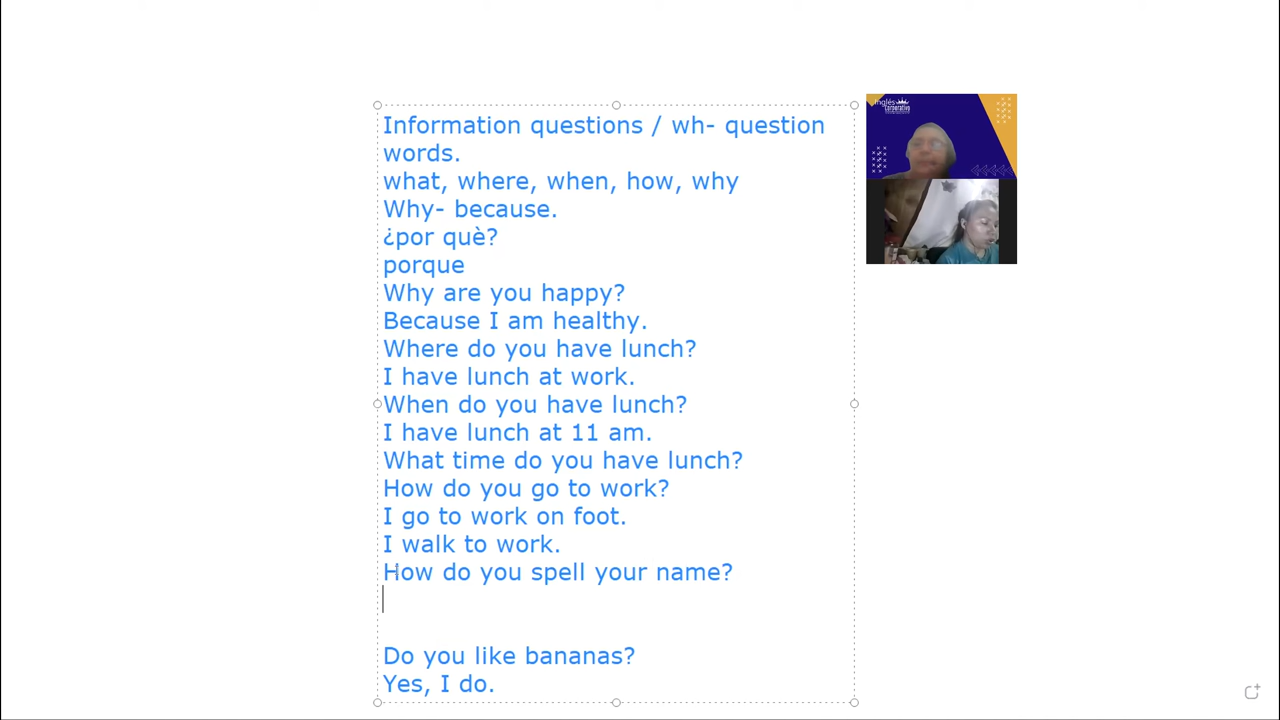 Information questions / wh- question
words.
what, where, when, how, why
Why- because.
¿porquè?
porque
Why are you happy?
Because I am healthy.
Where do you have lunch?
I have lunch at work.
When do you have lunch?
I have lunch at 11 am.
What time do you have lunch?
How do you go to work?
I go to work on foot.
I walk to work.
How do you spell your name?
Do you like bananas?
Yes, I do.
Inglés
Corporativo